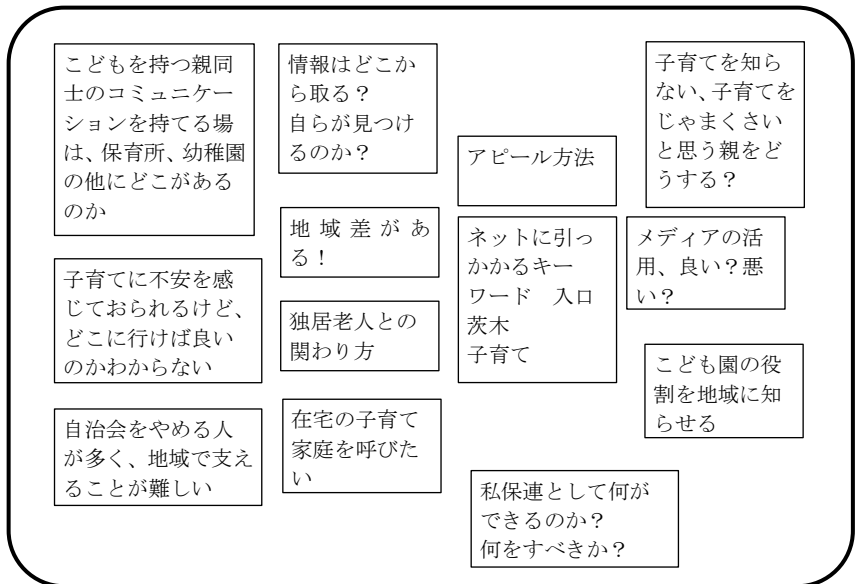 こどもを持つ親同
士のコミュニケー
ションを持てる場
は、保育所、幼稚園
の他にどこがある
のか
情報はどこか
ら取る？
自らが見つけ
るのか？
アピール方法
子育てを知ら
ない、子育てを
じゃまくさい
と思う親をど
うする？
地域差があ
る！
ネットに引っ
かかるキー
ワード　入口
茨木
子育て
メディアの活
用、良い？悪
い？
子育てに不安を感
じておられるけど、
どこに行けば良い
のかわからない
独居老人との
関わり方
こども園の役
割を地域に知
らせる
自治会をやめる人
が多く、地域で支え
ることが難しい
在宅の子育て
家庭を呼びた
い
私保連として何が
できるのか？
何をすべきか？